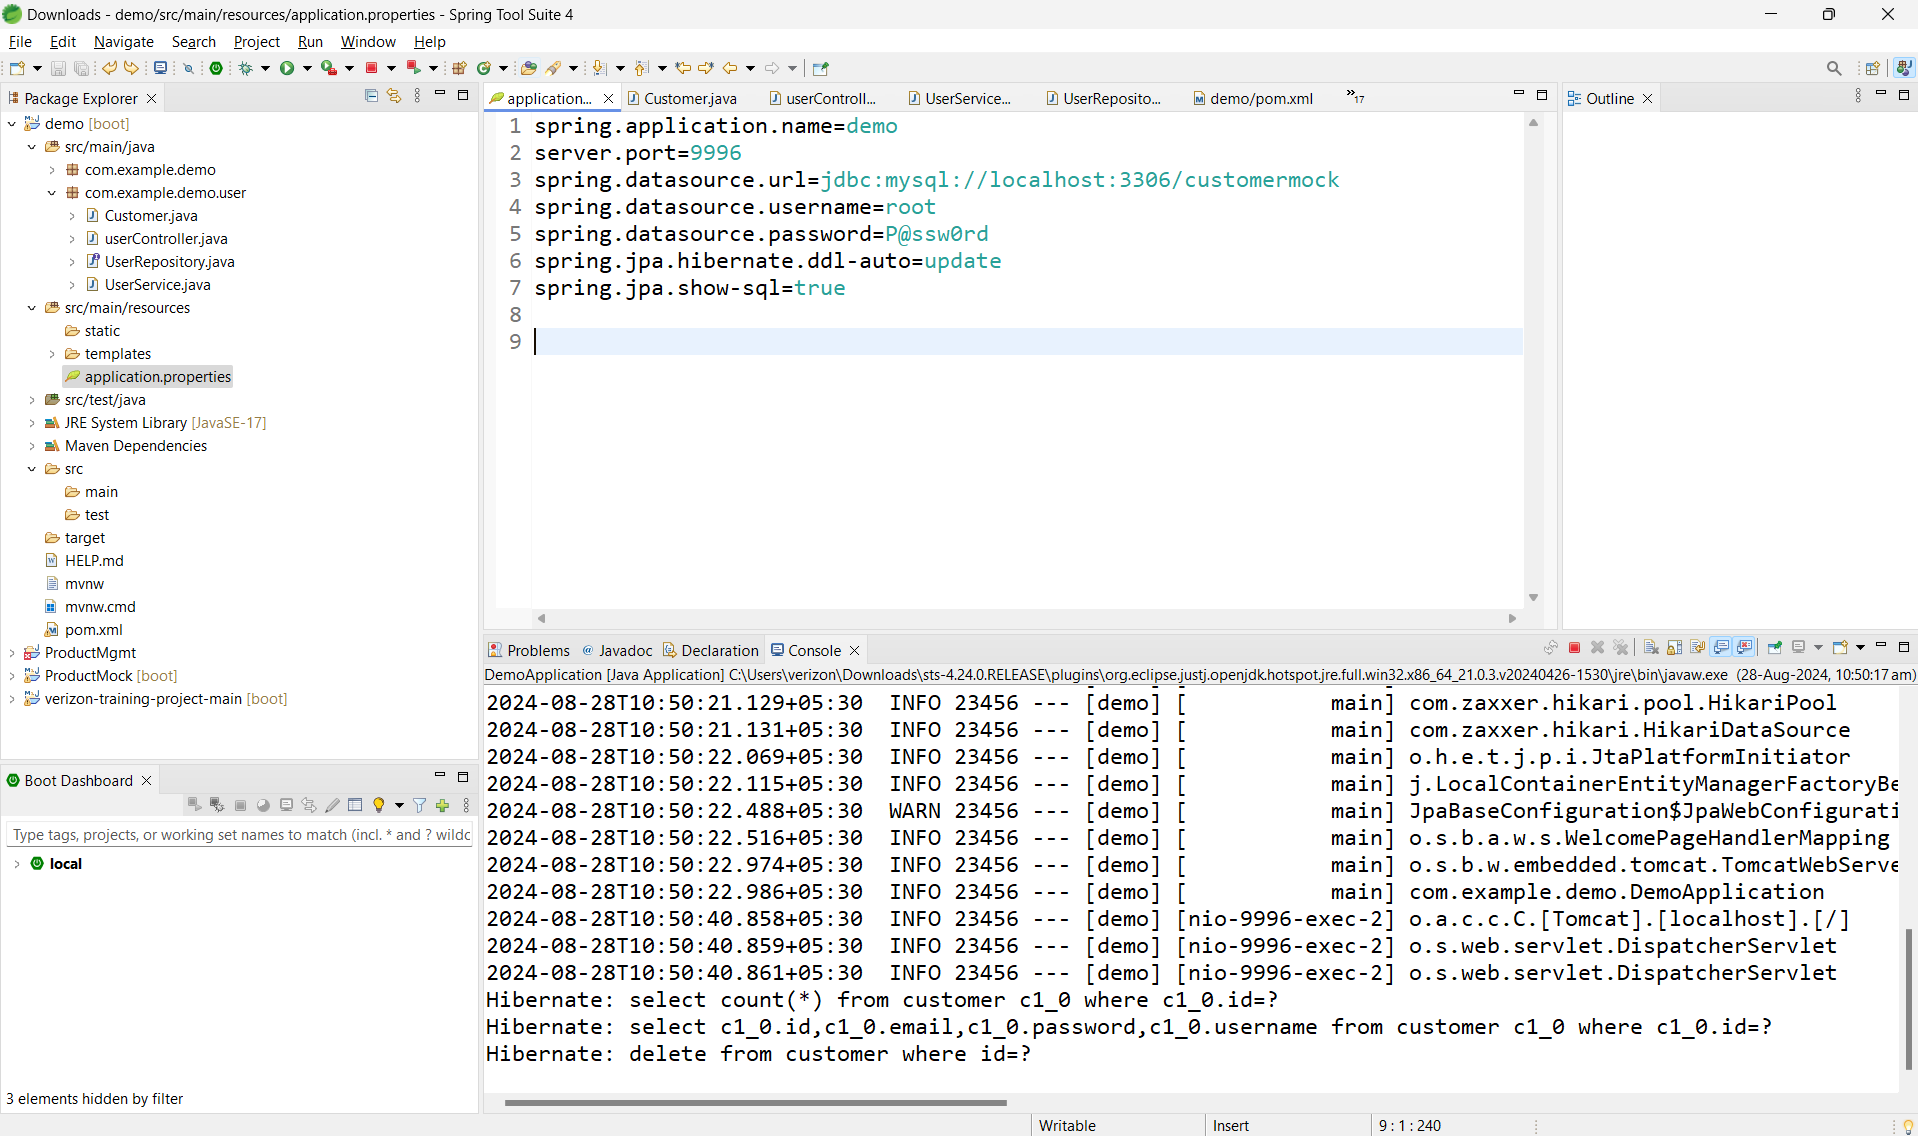 Downloads - demo/src/main/resources/application.properties - Spring Tool Suite 4
File Edit Navigate Search Project Run Window Help
Package Explorer
demo [boot]
src/main/java
com.example.demo
com.example.demo.user
Customer.java
userController.java
UserRepository.java
UserService.java
src/main/resources
static
templates
application.properties
src/test/java
JRE System Library [JavaSE-17]
Maven Dependencies
src
main
test
target
HELP.md
mvnw
mvnw.cmd
pom.xml
ProductMgmt
ProductMock [boot]
verizon-training-project-main [boot]
Boot Dashboard
Type tags, projects, or working set names to match (incl. * and ? wildc
local
3 elements hidden by filter
application... Customer.java userControll... UserService... UserReposito... demo/pom.xml »17
1 spring.application.name=demo
2 server.port=9996
3 spring.datasource.url=jdbc:mysql://localhost:3306/customermock
4 spring.datasource.username=root
5 spring.datasource.password=P@ssw0rd
6 spring.jpa.hibernate.ddl-auto=update
7 spring.jpa.show-sql=true
8
9
Outline
Problems @ Javadoc Declaration Console
DemoApplication [Java Application] C:\Users\verizon\Downloads\sts-4.24.0.RELEASE\plugins\org.eclipse.justj.openjdk.hotspot.jre.full.win32.x86_64_21.0.3.v20240426-1530\jre\bin\javaw.exe (28-Aug-2024, 10:50:17 am)
2024-08-28T10:50:21.129+05:30 INFO 23456 --- [demo] [ main] com.zaxxer.hikari.pool.HikariPool
2024-08-28T10:50:21.131+05:30 INFO 23456 --- [demo] [ main] com.zaxxer.hikari.HikariDataSource
2024-08-28T10:50:22.069+05:30 INFO 23456 --- [demo] [ main] o.h.e.t.j.p.i.JtaPlatformInitiator
2024-08-28T10:50:22.115+05:30 INFO 23456 --- [demo] [ main] j.LocalContainerEntityManagerFactoryBe
2024-08-28T10:50:22.488+05:30 WARN 23456 --- [demo] [ main] JpaBaseConfiguration$JpaWebConfigurati
2024-08-28T10:50:22.516+05:30 INFO 23456 --- [demo] [ main] o.s.b.a.w.s.WelcomePageHandlerMapping
2024-08-28T10:50:22.974+05:30 INFO 23456 --- [demo] [ main] o.s.b.w.embedded.tomcat.TomcatWebServe
2024-08-28T10:50:22.986+05:30 INFO 23456 --- [demo] [ main] com.example.demo.DemoApplication
2024-08-28T10:50:40.858+05:30 INFO 23456 --- [demo] [nio-9996-exec-2] o.a.c.c.C.[Tomcat].[localhost].[/]
2024-08-28T10:50:40.859+05:30 INFO 23456 --- [demo] [nio-9996-exec-2] o.s.web.servlet.DispatcherServlet
2024-08-28T10:50:40.861+05:30 INFO 23456 --- [demo] [nio-9996-exec-2] o.s.web.servlet.DispatcherServlet
Hibernate: select count(*) from customer c1_0 where c1_0.id=?
Hibernate: select c1_0.id,c1_0.email,c1_0.password,c1_0.username from customer c1_0 where c1_0.id=?
Hibernate: delete from customer where id=?
Writable Insert 9 : 1 : 240